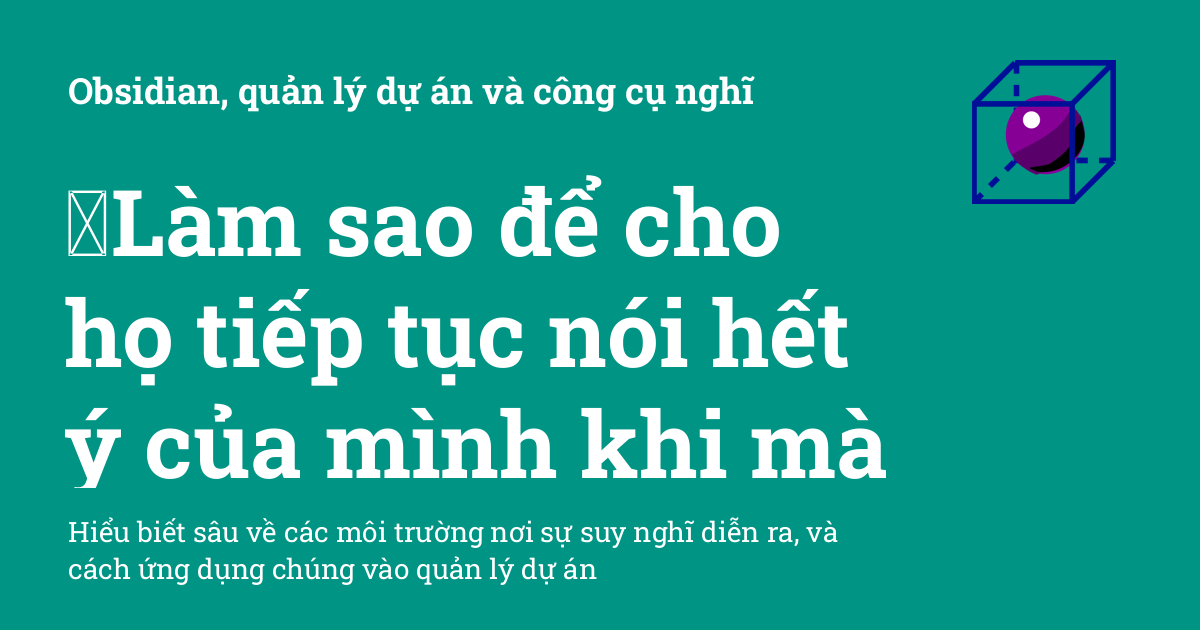 Obsidian, quản lý dự án và công cụ nghĩ
Làm sao để cho
họ tiếp tục nói hết
ý của mình khi mà
Hiểu biết sâu về các môi trường nơi sự suy nghĩ diễn ra, và
cách ứng dụng chúng vào quản lý dự án